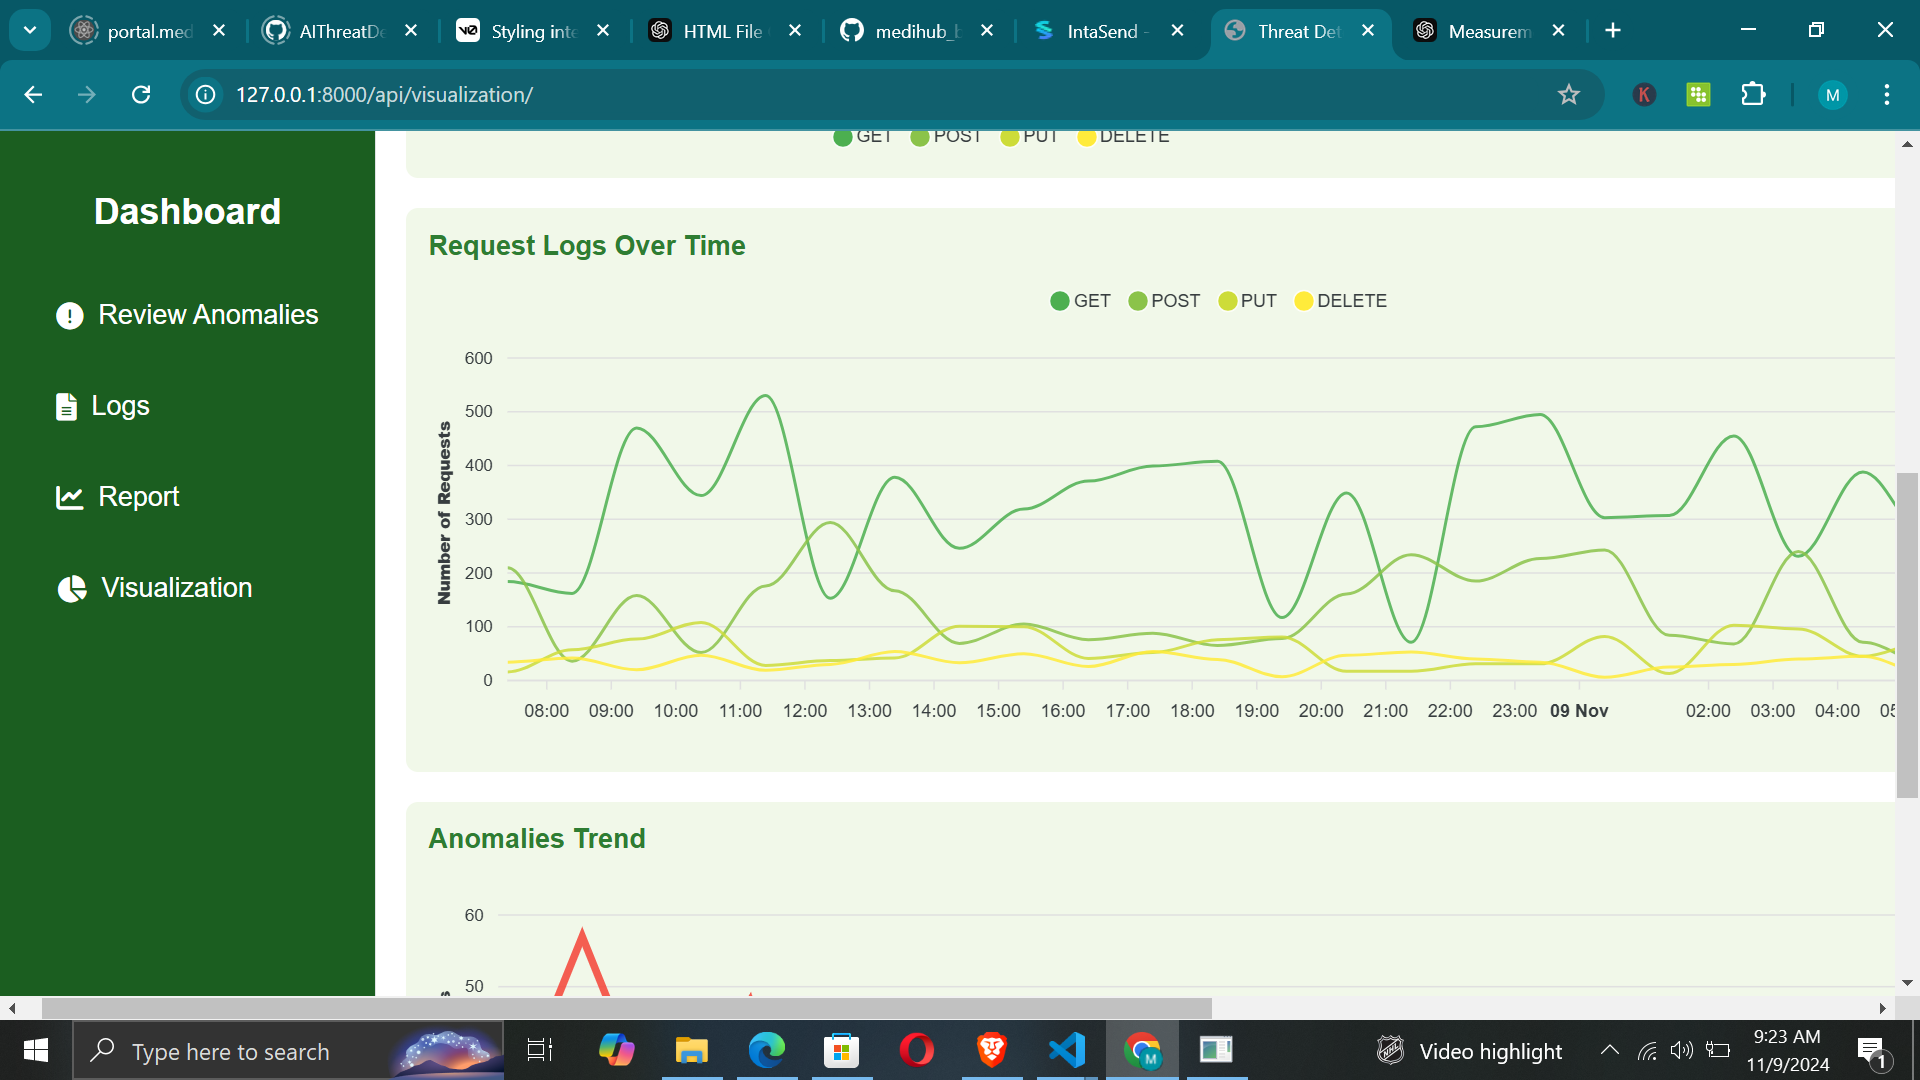 portal.med
AIThreatDe
Styling inte
HTML File
medihub_b
IntaSend -
Threat Det
Measurem
127.0.0.1:8000/api/visualization/
K
M
GET POST PUT DELETE
Dashboard
Review Anomalies
Logs
Report
Visualization
Request Logs Over Time
GET POST PUT DELETE
Number of Requests
600
500
400
300
200
100
0
08:00 09:00 10:00 11:00 12:00 13:00 14:00 15:00 16:00 17:00 18:00 19:00 20:00 21:00 22:00 23:00 09 Nov 02:00 03:00 04:00
Anomalies Trend
60
50
Type here to search
Video highlight
9:23 AM
11/9/2024
1